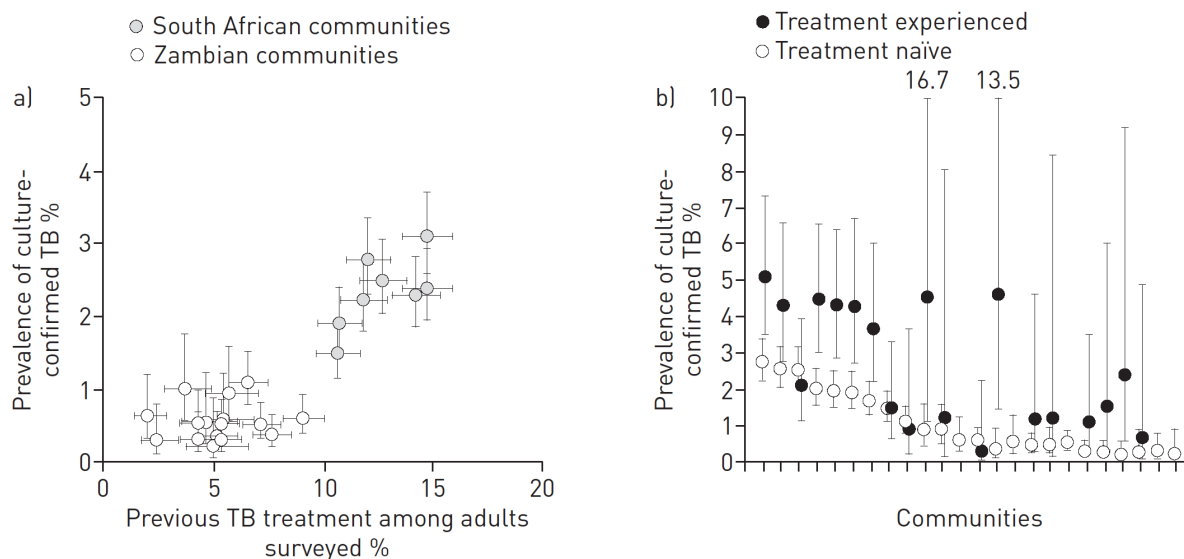 South African communities
Zambian communities
a)
5
4
3
2
1
0
Prevalence of culture-
confirmed TB %
0
5
10
15
20
Previous TB treatment among adults
surveyed %
Treatment experienced
Treatment naïve
16.7
13.5
b)
10
9
8
7
6
5
4
3
2
1
0
Prevalence of culture-
confirmed TB %
Communities